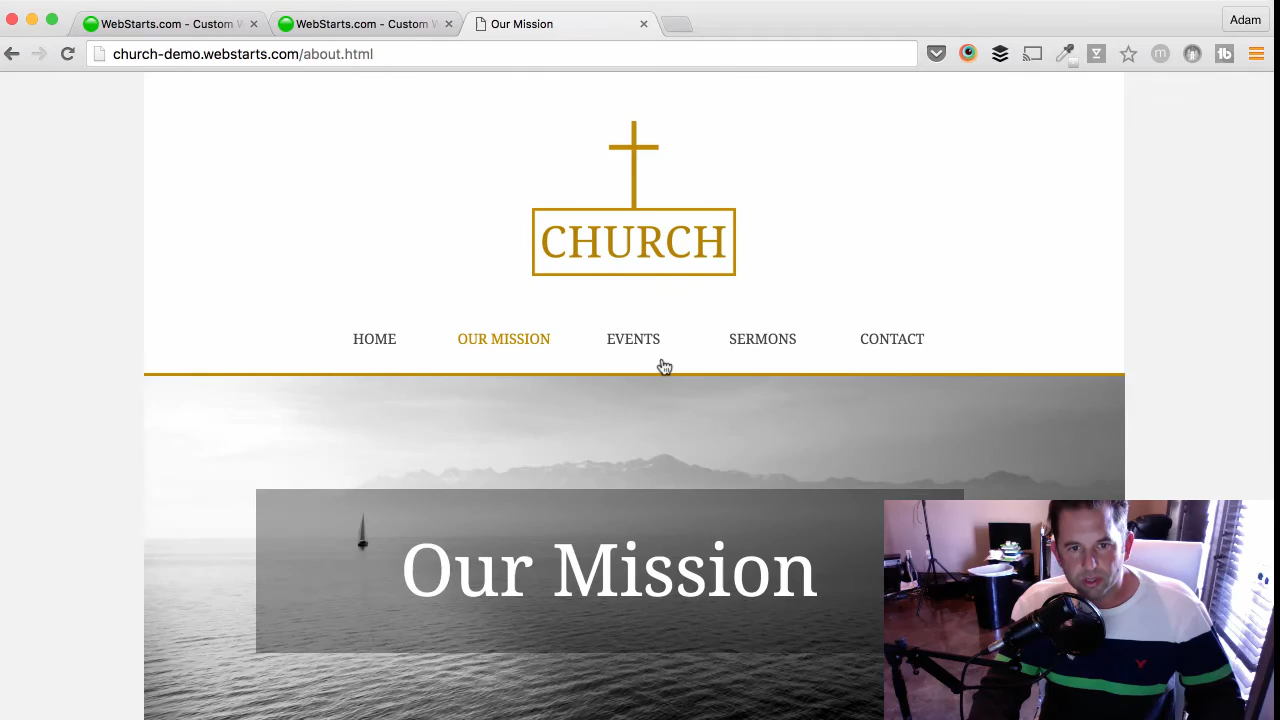 WebStarts.com - Custom W
WebStarts.com - Custom W
Our Mission
Adam
church-demo.webstarts.com/about.html
m
tb
CHURCH
HOME OUR MISSION EVENTS SERMONS CONTACT
Our Mission